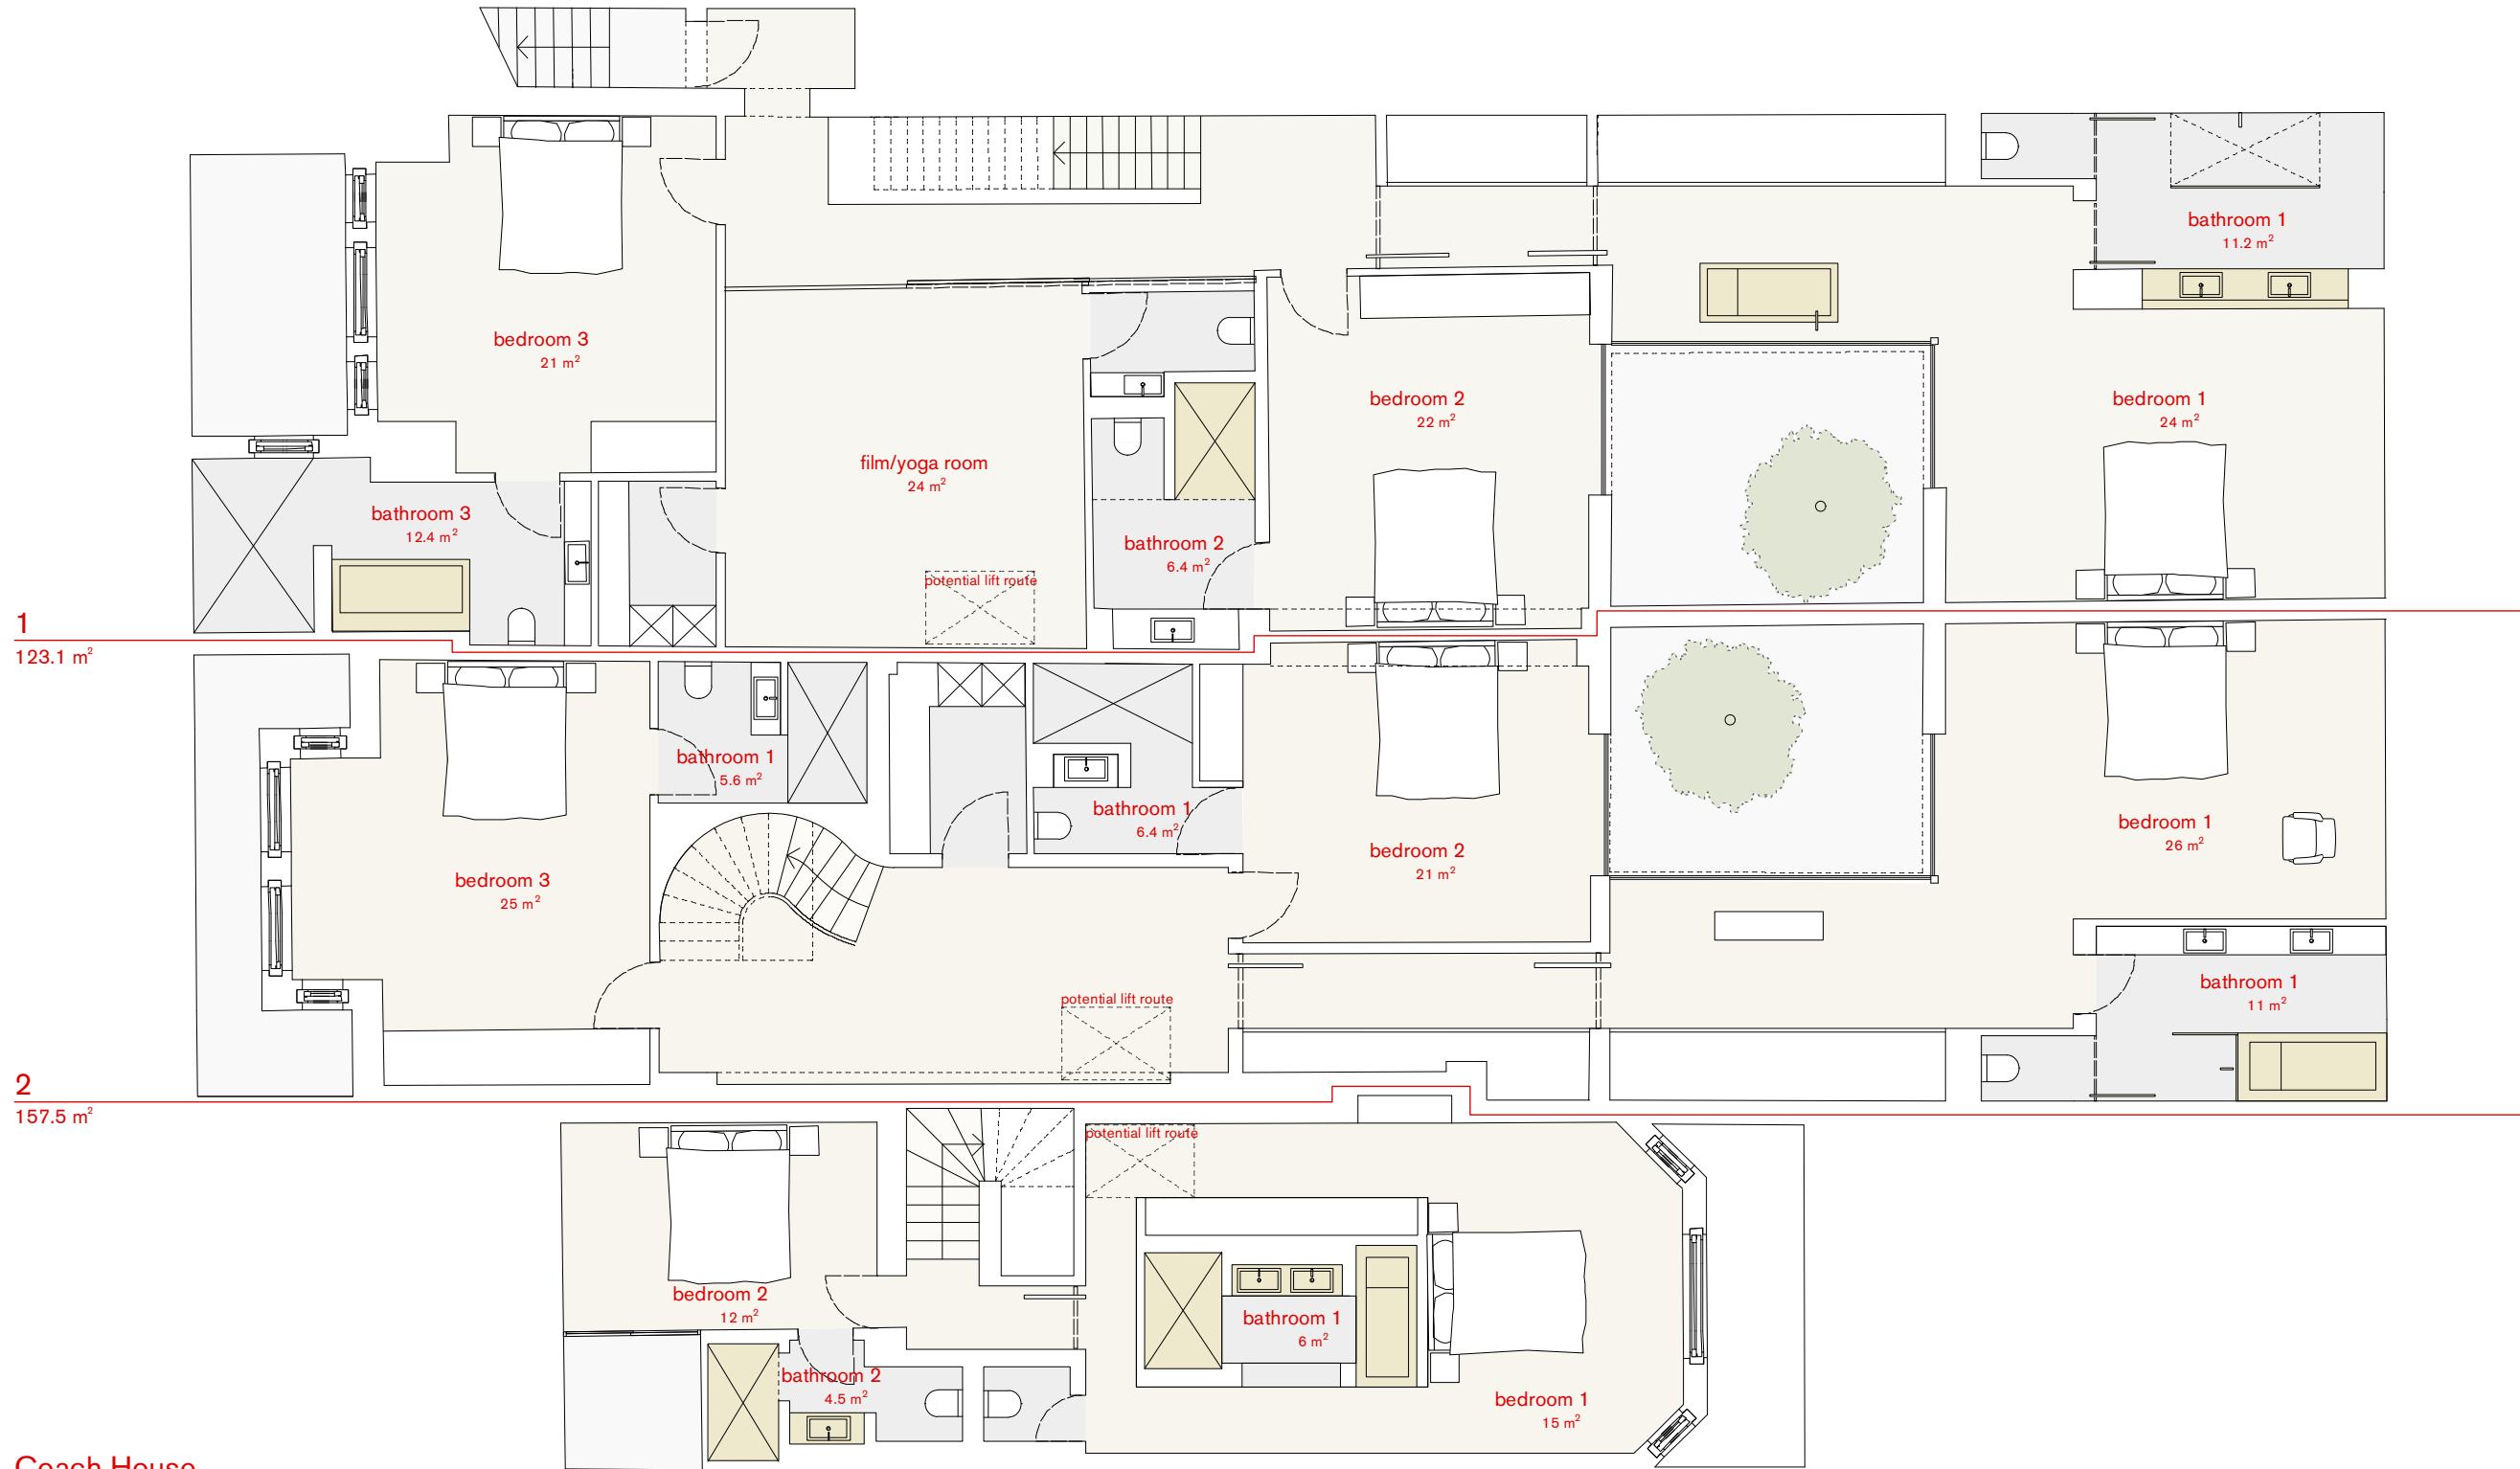 bathroom 1
11.2 m²
bedroom 3
21 m²
bedroom 2
22 m²
bedroom 1
24 m²
film/yoga room
24 m²
bathroom 3
12.4 m²
bathroom 2
6.4 m²
potential lift route
1
123.1 m²
bathroom 1
5.6 m²
bathroom 1
6.4 m²
bedroom 1
26 m²
bedroom 2
21 m²
bedroom 3
25 m²
bathroom 1
11 m²
potential lift route
2
157.5 m²
potential lift route
bedroom 2
12 m²
bathroom 1
6 m²
bathroom 2
4.5 m²
bedroom 1
15 m²
Coach House